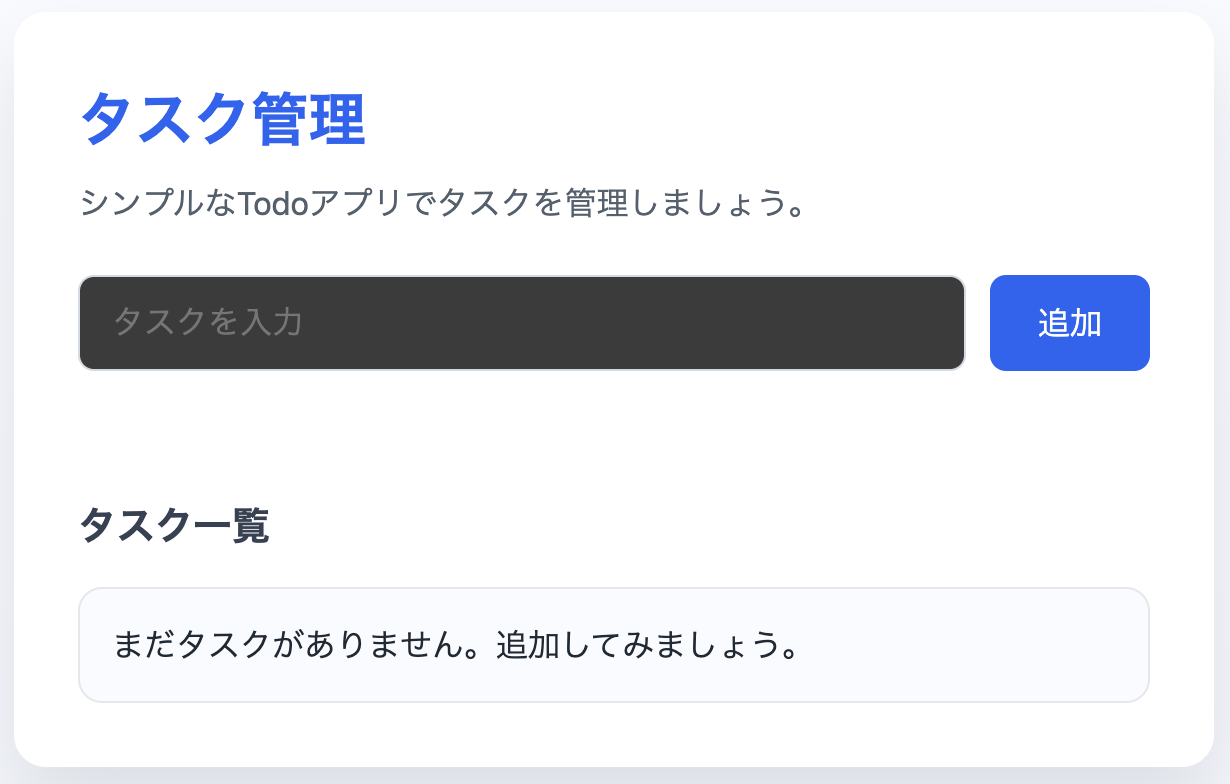 タスク管理
シンプルなTodoアプリでタスクを管理しましょう。
タスクを入力
追加
タスク一覧
まだタスクがありません。追加してみましょう。